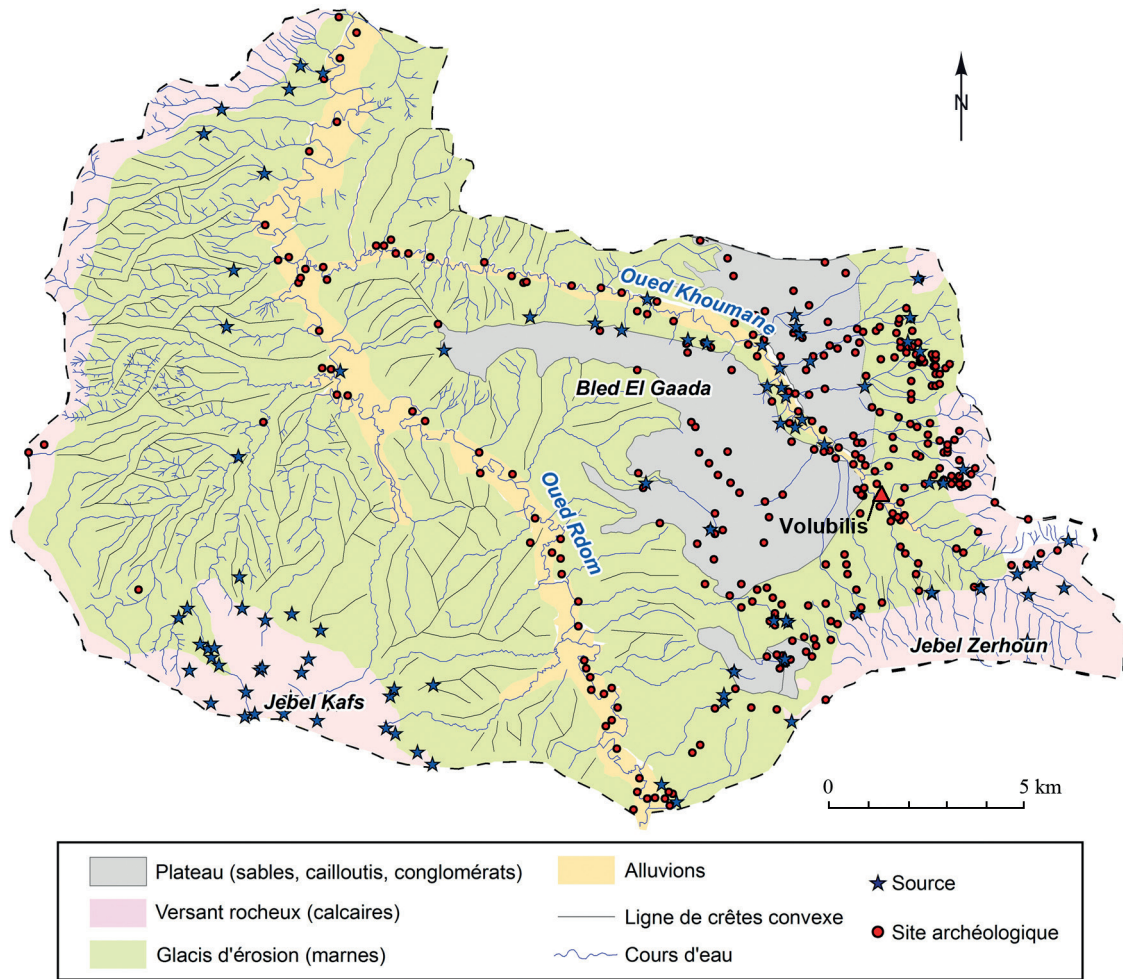 N
Oued Khoumane
Bled El Gaada
Volubilis
Oued Rdom
Jebel Zerhoun
Jebel Kafs
0 5 km
Plateau (sables, cailloutis, conglomérats)
Alluvions
Source
Versant rocheux (calcaires)
Ligne de crêtes convexe
Site archéologique
Glacis d'érosion (marnes)
Cours d'eau